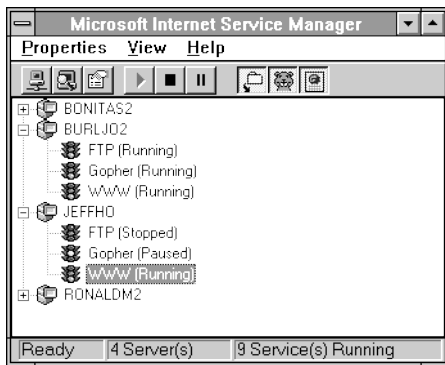 Microsoft Internet Service Manager
Properties View Help
BONITAS2
BURLJO2
FTP (Running)
Gopher (Running)
WWW (Running)
JEFFHO
FTP (Stopped)
Gopher (Paused)
WWW (Running)
RONALDM2
Ready 4 Server(s) 9 Service(s) Running